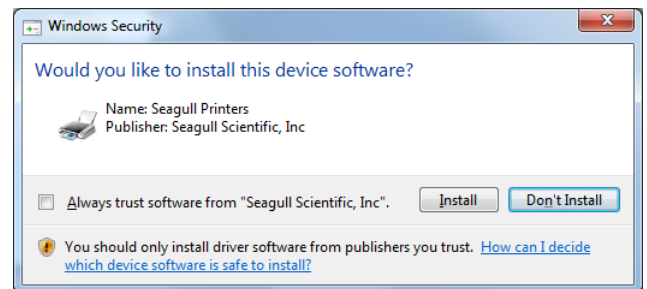 Windows Security
Would you like to install this device software?
Name: Seagull Printers
Publisher: Seagull Scientific, Inc
Always trust software from "Seagull Scientific, Inc".
Install
Don't Install
You should only install driver software from publishers you trust. How can I decide
which device software is safe to install?